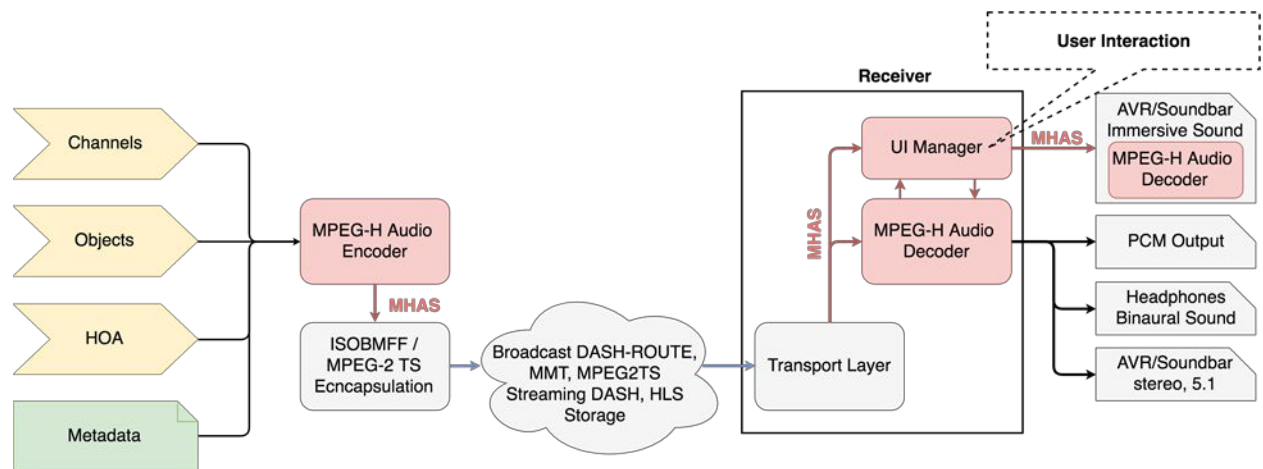 Channels
Objects
HOA
Metadata
MPEG-H Audio
Encoder
MHAS
ISOBMFF /
MPEG-2 TS
Ecncapsulation
Broadcast DASH-ROUTE,
MMT, MPEG2TS
Streaming DASH, HLS
Storage
Receiver
Transport Layer
MHAS
UI Manager
MPEG-H Audio
Decoder
User Interaction
MHAS
AVR/Soundbar
Immersive Sound
MPEG-H Audio
Decoder
PCM Output
Headphones
Binaural Sound
AVR/Soundbar
stereo, 5.1